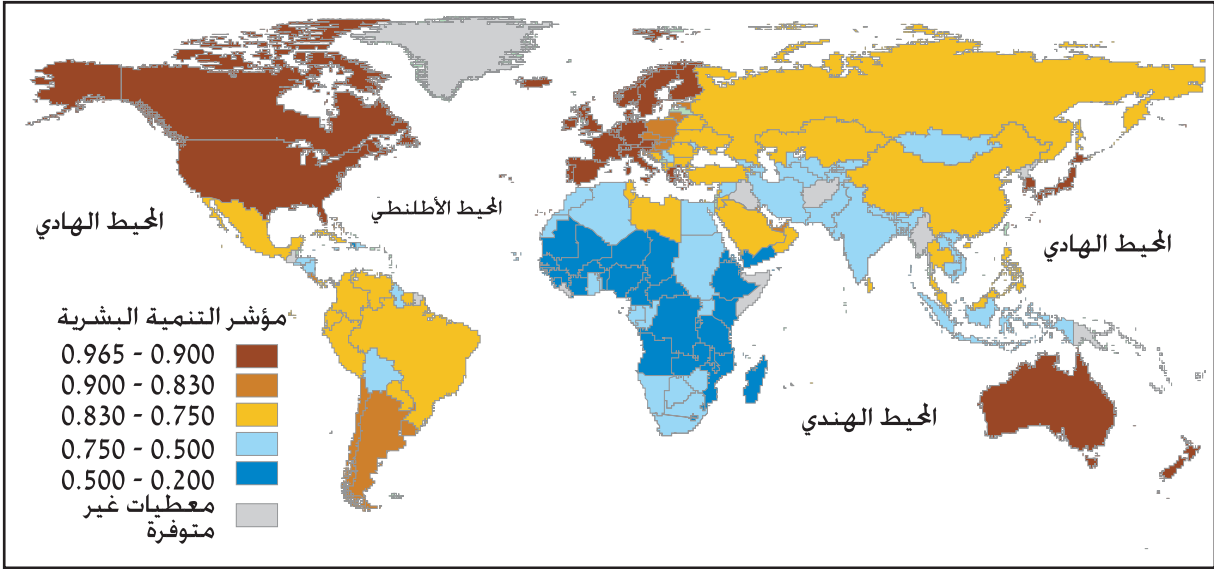 المحيط الهادي
المحيط الأطلنطي
المحيط الهادي
المحيط الهندي
مؤشر التنمية البشرية
0.965 - 0.900
0.900 - 0.830
0.830 - 0.750
0.750 - 0.500
0.500 - 0.200
معطيات غير
متوفرة